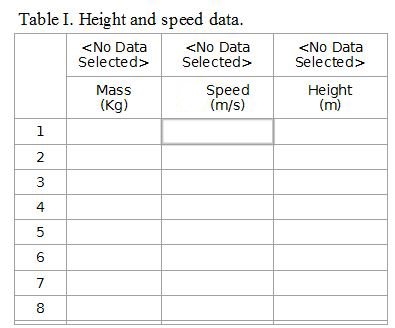 Table I. Height and speed data.
<No Data Selected> <No Data Selected> <No Data Selected>
Mass (Kg) Speed (m/s) Height (m)
1
2
3
4
5
6
7
8